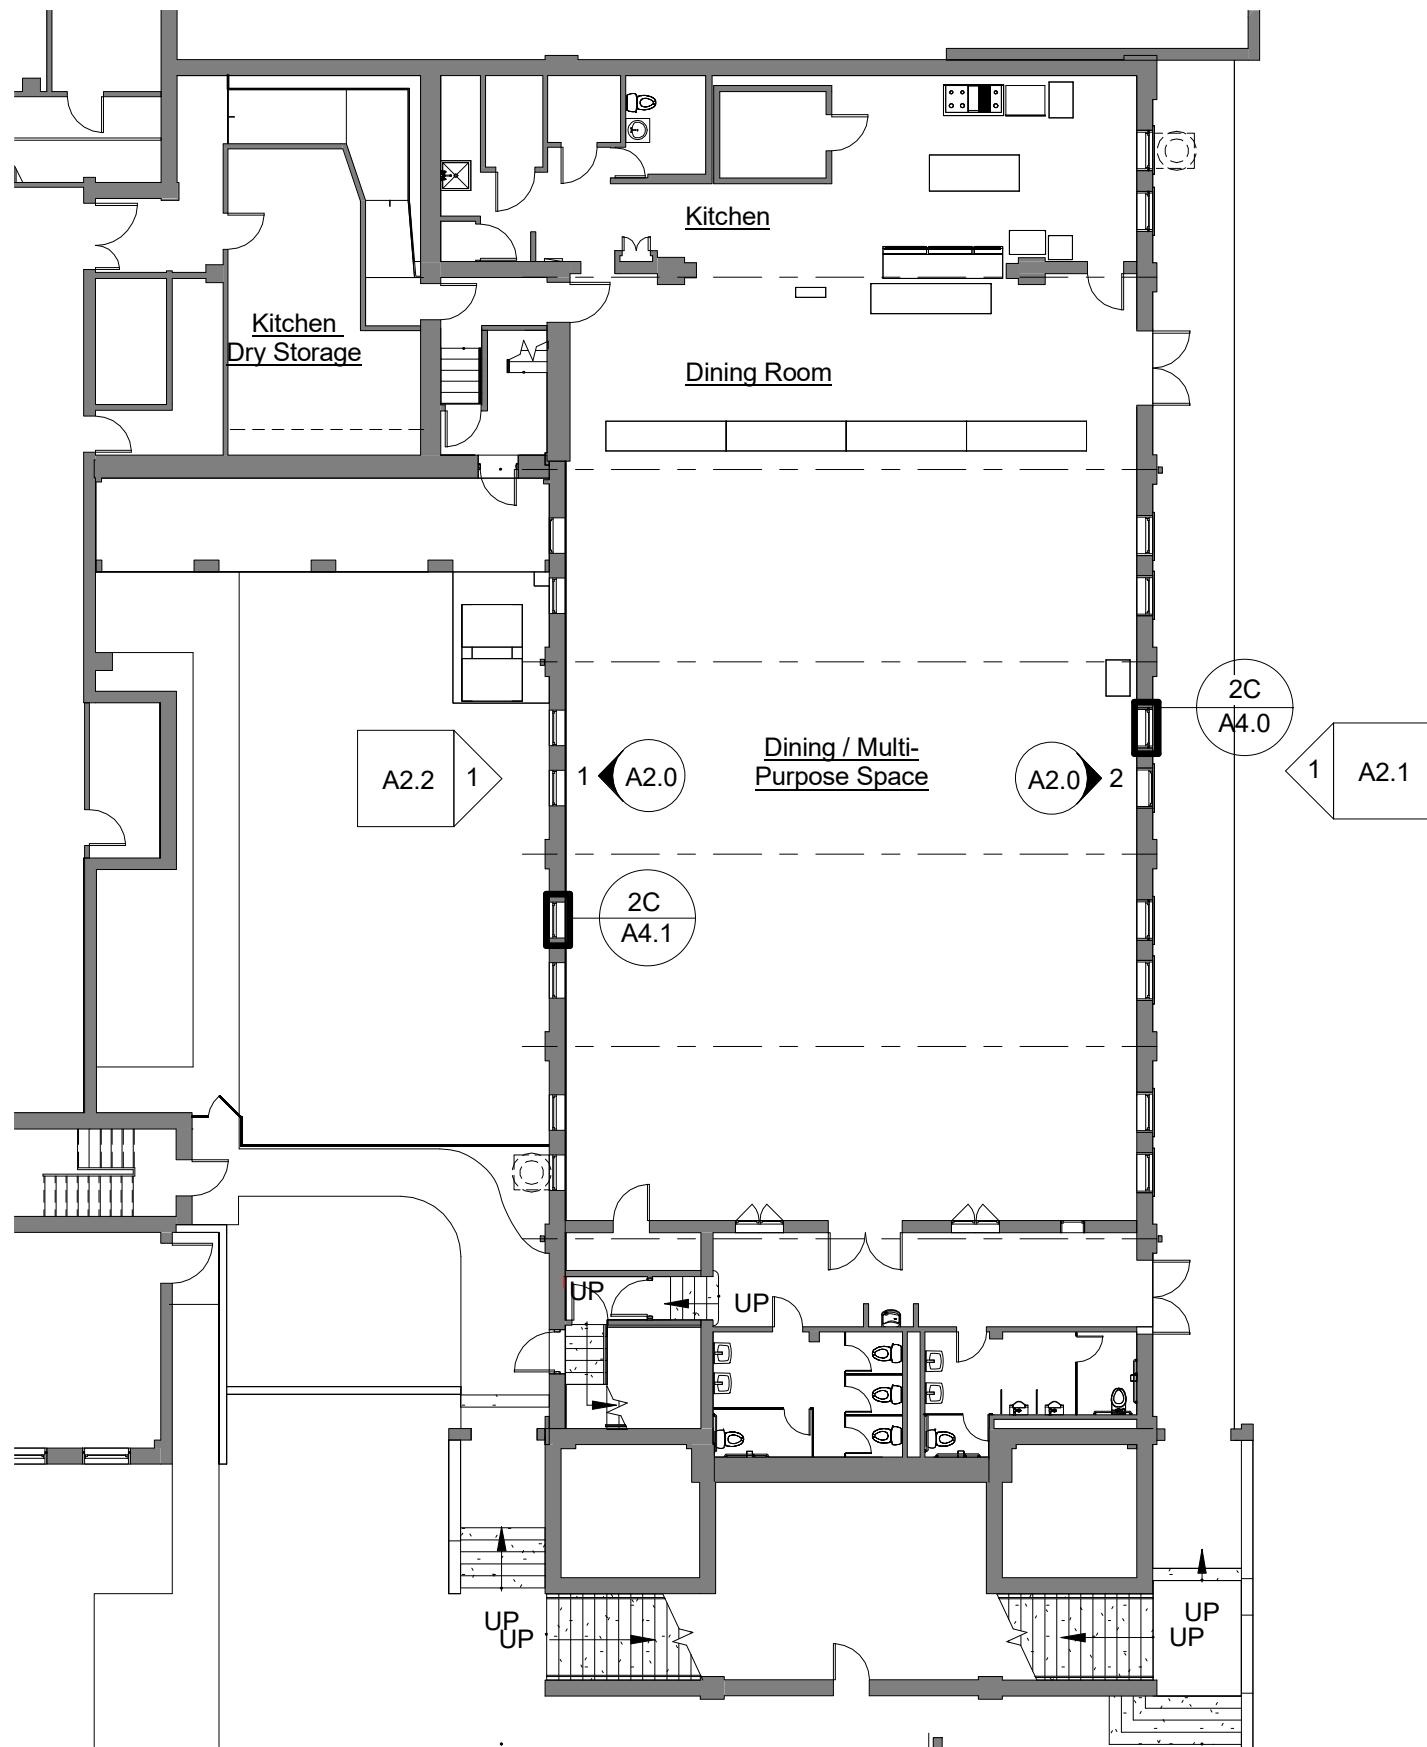 Kitchen
Kitchen
Dry Storage
Dining Room
2C
A4.0
Dining / Multi-
Purpose Space
A2.2
1
1
A2.0
A2.0
2
1
A2.1
2C
A4.1
UP
UP
UP
UP
UP
UP